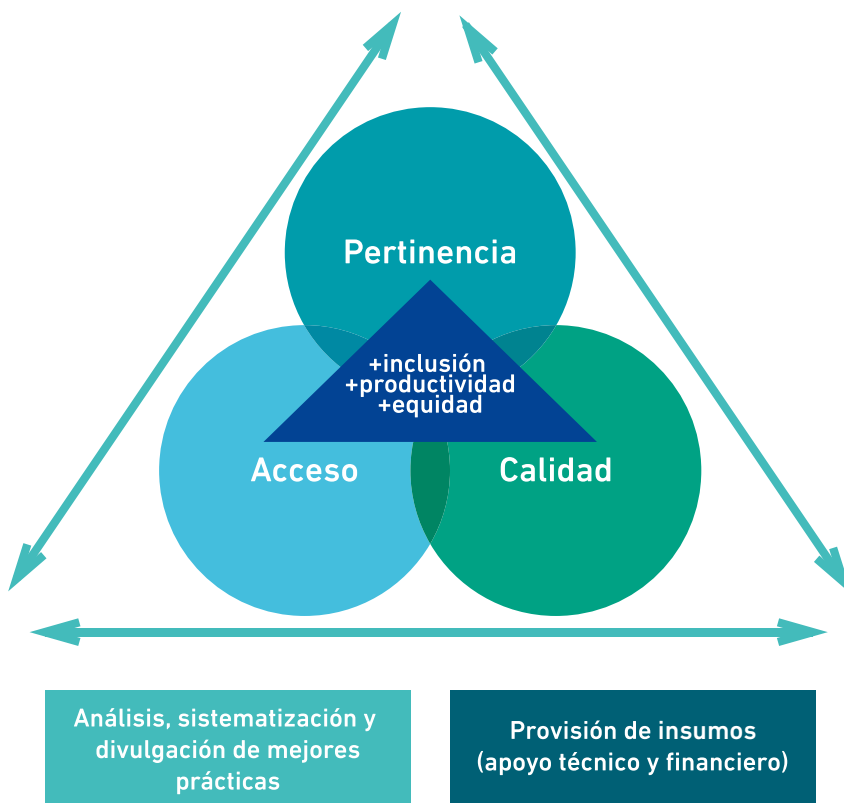 Pertinencia
+inclusión
+productividad
+equidad
Acceso
Calidad
Análisis, sistematización y
divulgación de mejores
prácticas
Provisión de insumos
(apoyo técnico y financiero)